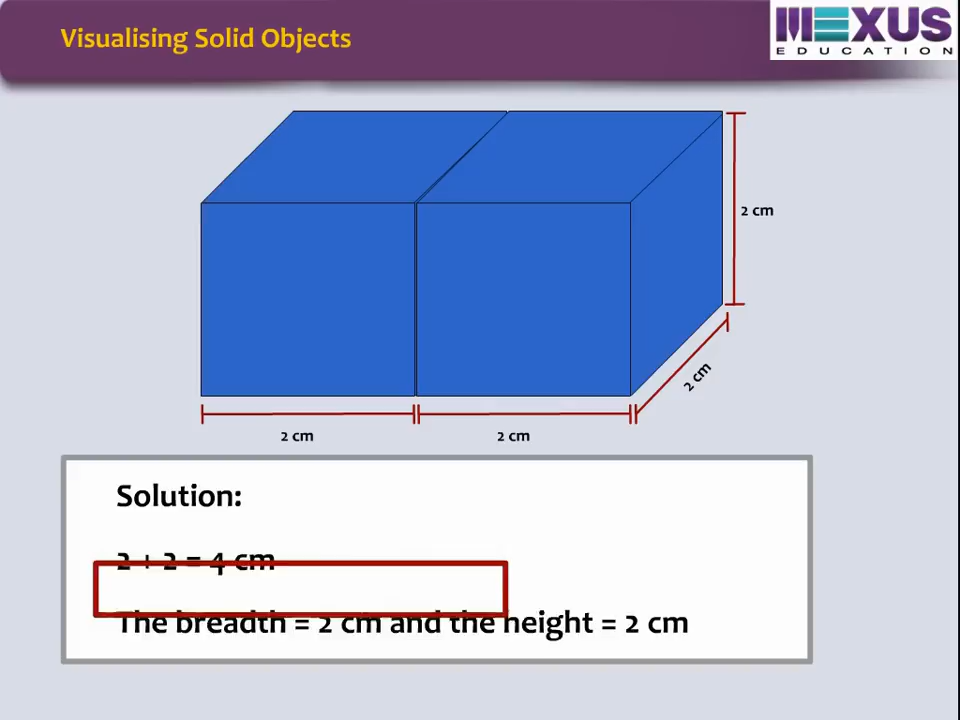 Visualising Solid Objects
MEXUS
EDUCATION
2 cm
2 cm
2 cm
2 cm
Solution:
2 + 2 = 4 cm
The breadth = 2 cm and the height = 2 cm